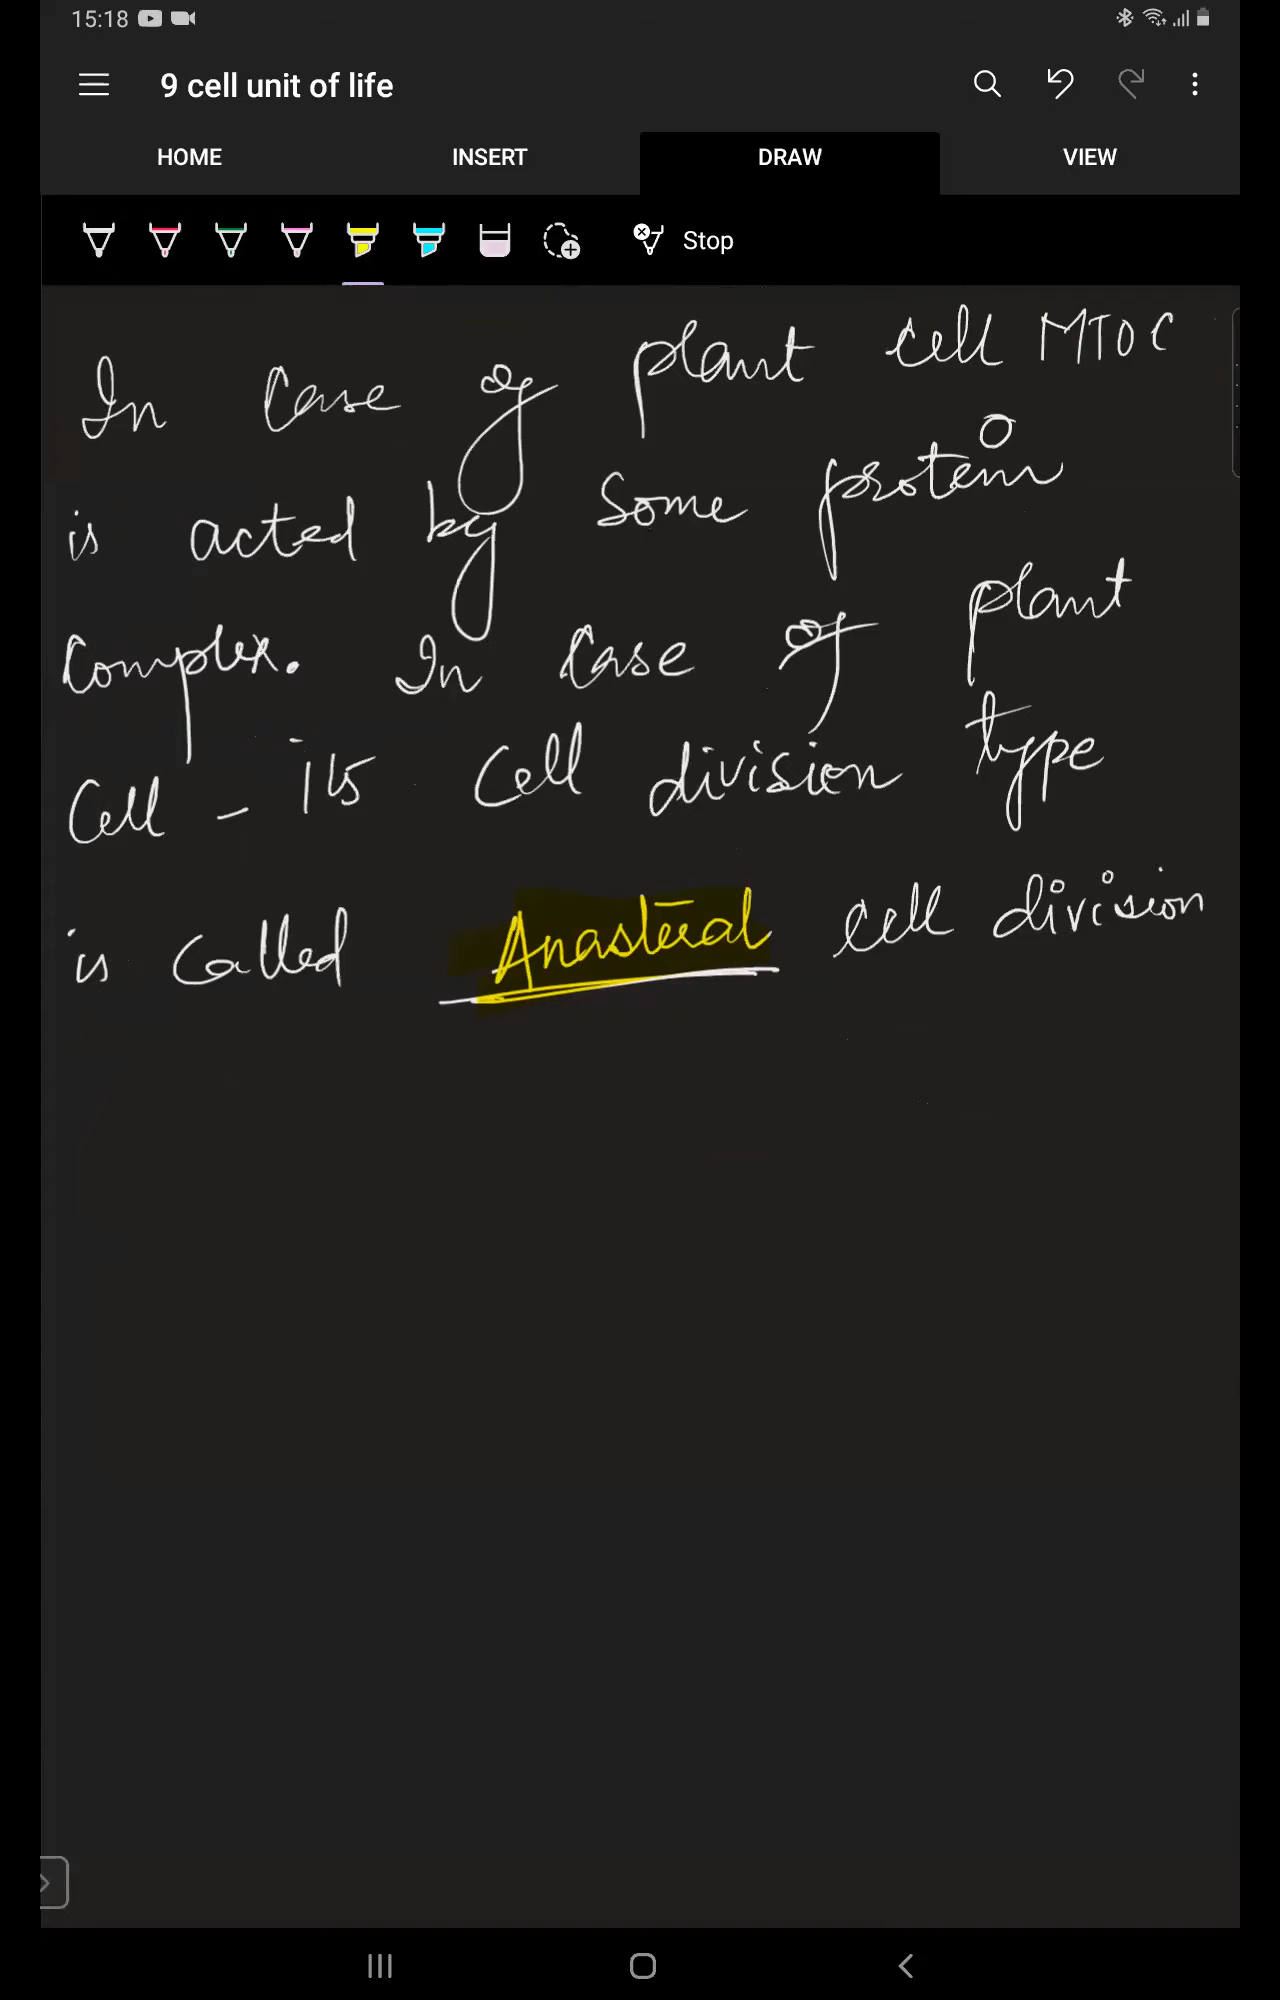 15:18
9 cell unit of life
HOME INSERT DRAW VIEW
Stop
In case of plant cell MTOC
is acted by some protein
complex. In case of plant
cell - its cell division type
is called Anasteral cell division